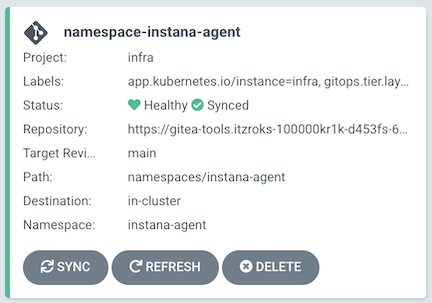 namespace-instana-agent
Project: infra
Labels: app.kubernetes.io/instance=infra, gitops.tier.lay...
Status: Healthy Synced
Repository: https://gitea-tools.itzroks-100000kr1k-d453fs-6...
Target Revi... main
Path: namespaces/instana-agent
Destination: in-cluster
Namespace: instana-agent
SYNC REFRESH DELETE